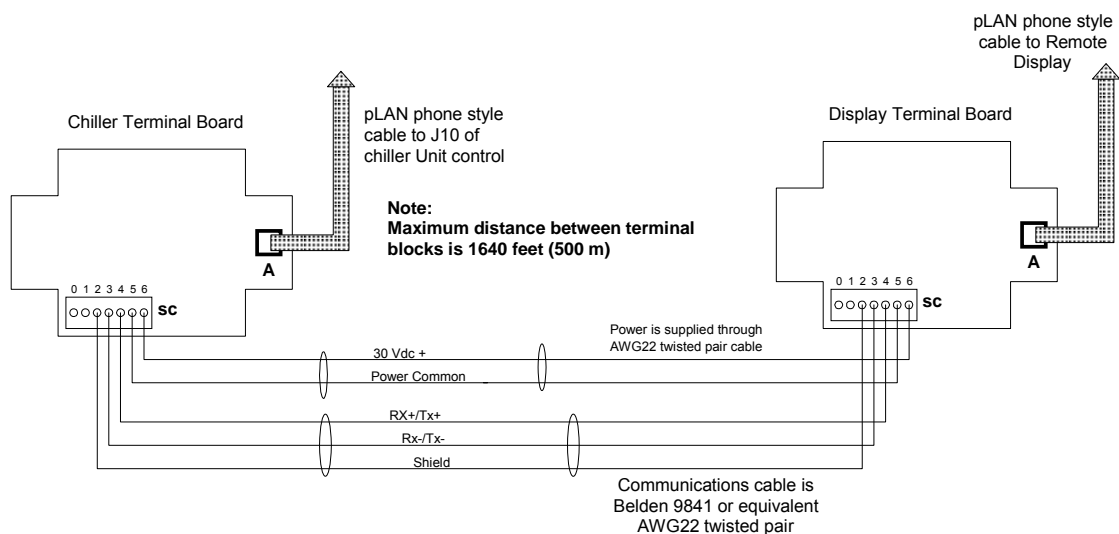 pLAN phone style
cable to Remote
Display
Chiller Terminal Board
pLAN phone style
cable to J10 of
chiller Unit control
Display Terminal Board
Note:
Maximum distance between terminal
blocks is 1640 feet (500 m)
A
A
0 1 2 3 4 5 6
sc
0 1 2 3 4 5 6
sc
Power is supplied through
AWG22 twisted pair cable
30 Vdc +
Power Common _
RX+/Tx+
Rx-/Tx-
Shield
Communications cable is
Belden 9841 or equivalent
AWG22 twisted pair